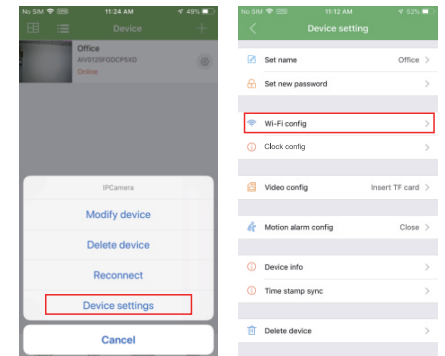 No SIM 11:24 AM 49%
Device
Office
Online
IPCamera
Modify device
Delete device
Reconnect
Device settings
Cancel
No SIM 11:12 AM 53%
Device setting
Set name Office
Set new password
Wi-Fi config
Clock config
Video config Insert TF card
Motion alarm config Close
Device info
Time stamp sync
Delete device